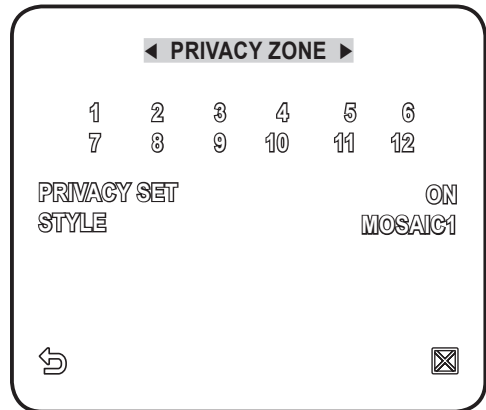 ◀ PRIVACY ZONE ▶
1 2 3 4 5 6
7 8 9 10 11 12
PRIVACY SET ON
STYLE MOSAIC1